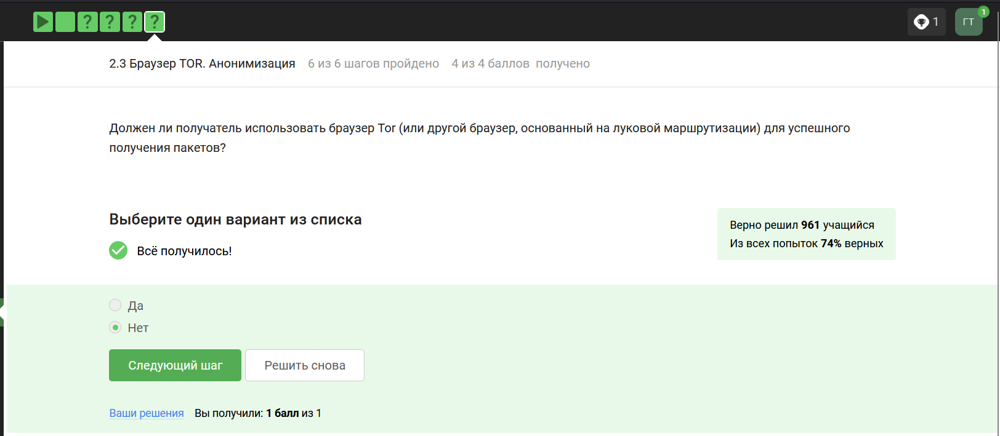 ? ? ? ?
1
ГТ
1
2.3 Браузер TOR. Анонимизация 6 из 6 шагов пройдено 4 из 4 баллов получено
Должен ли получатель использовать браузер Tor (или другой браузер, основанный на луковой маршрутизации) для успешного
получения пакетов?
Выберите один вариант из списка
Всё получилось!
Верно решил 961 учащийся
Из всех попыток 74% верных
Да
Нет
Следующий шаг
Решить снова
Ваши решения Вы получили: 1 балл из 1